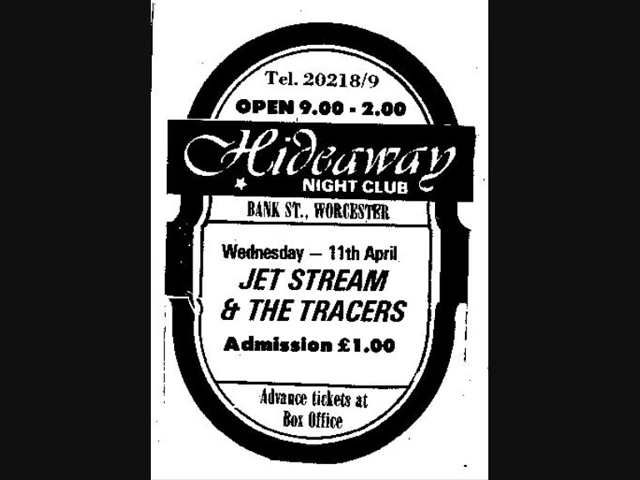 Tel. 20218/9
OPEN 9.00 - 2.00
Hideaway
NIGHT CLUB
BANK ST., WORCESTER
Wednesday — 11th April
JET STREAM
& THE TRACERS
Admission £1.00
Advance tickets at
Box Office